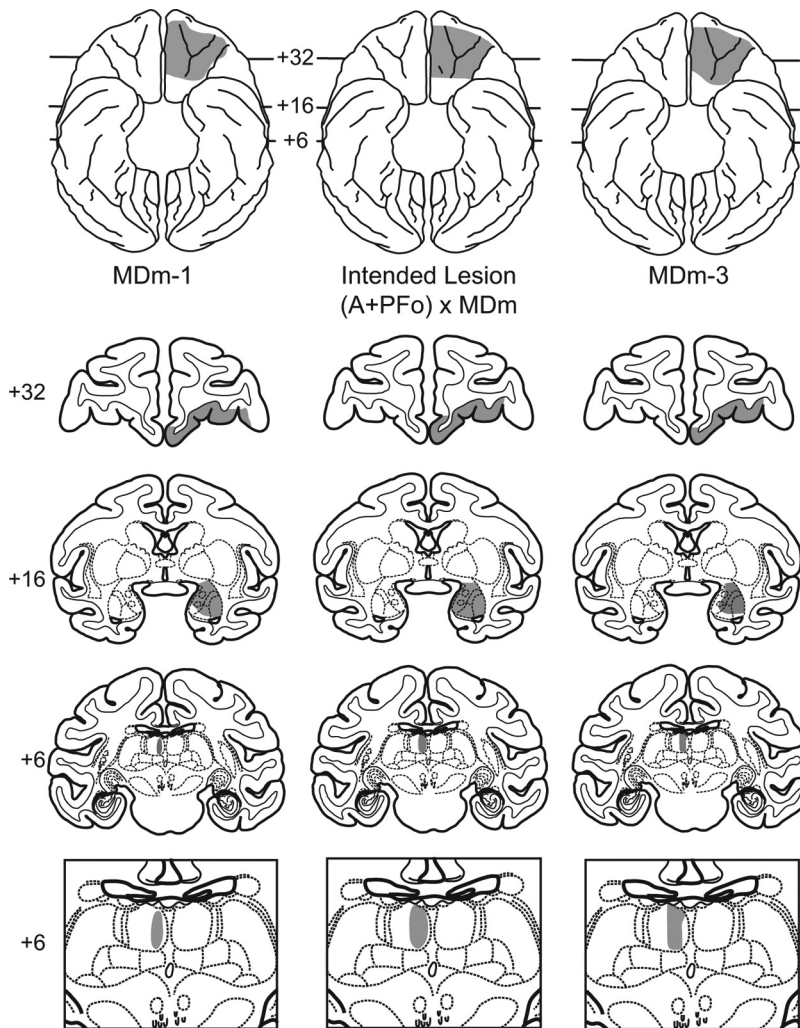 +32
+16
+6
MDm-1
Intended Lesion
(A+PFo) x MDm
MDm-3
+32
+16
+6
+6